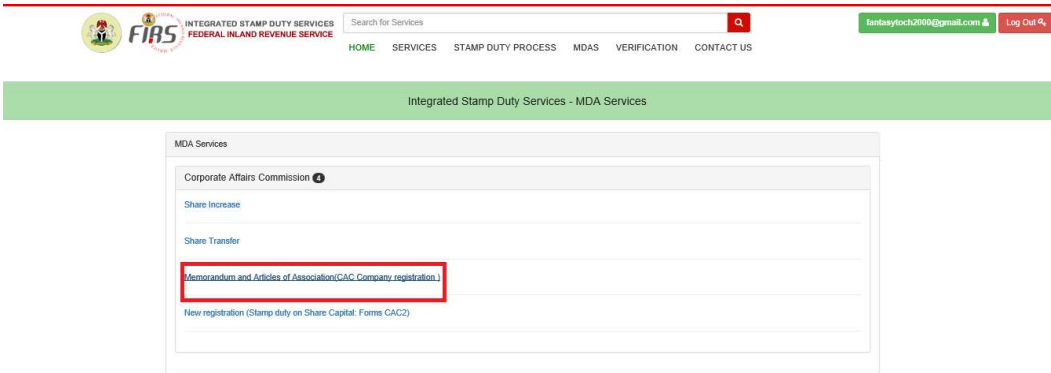 FIRS
INTEGRATED STAMP DUTY SERVICES
FEDERAL INLAND REVENUE SERVICE
Search for Services
fantasytoch2000@gmail.com
Log Out
HOME SERVICES STAMP DUTY PROCESS MDAS VERIFICATION CONTACT US
Integrated Stamp Duty Services - MDA Services
MDA Services
Corporate Affairs Commission 4
Share Increase
Share Transfer
Memorandum and Articles of Association(CAC Company registration )
New registration (Stamp duty on Share Capital: Forms CAC2)